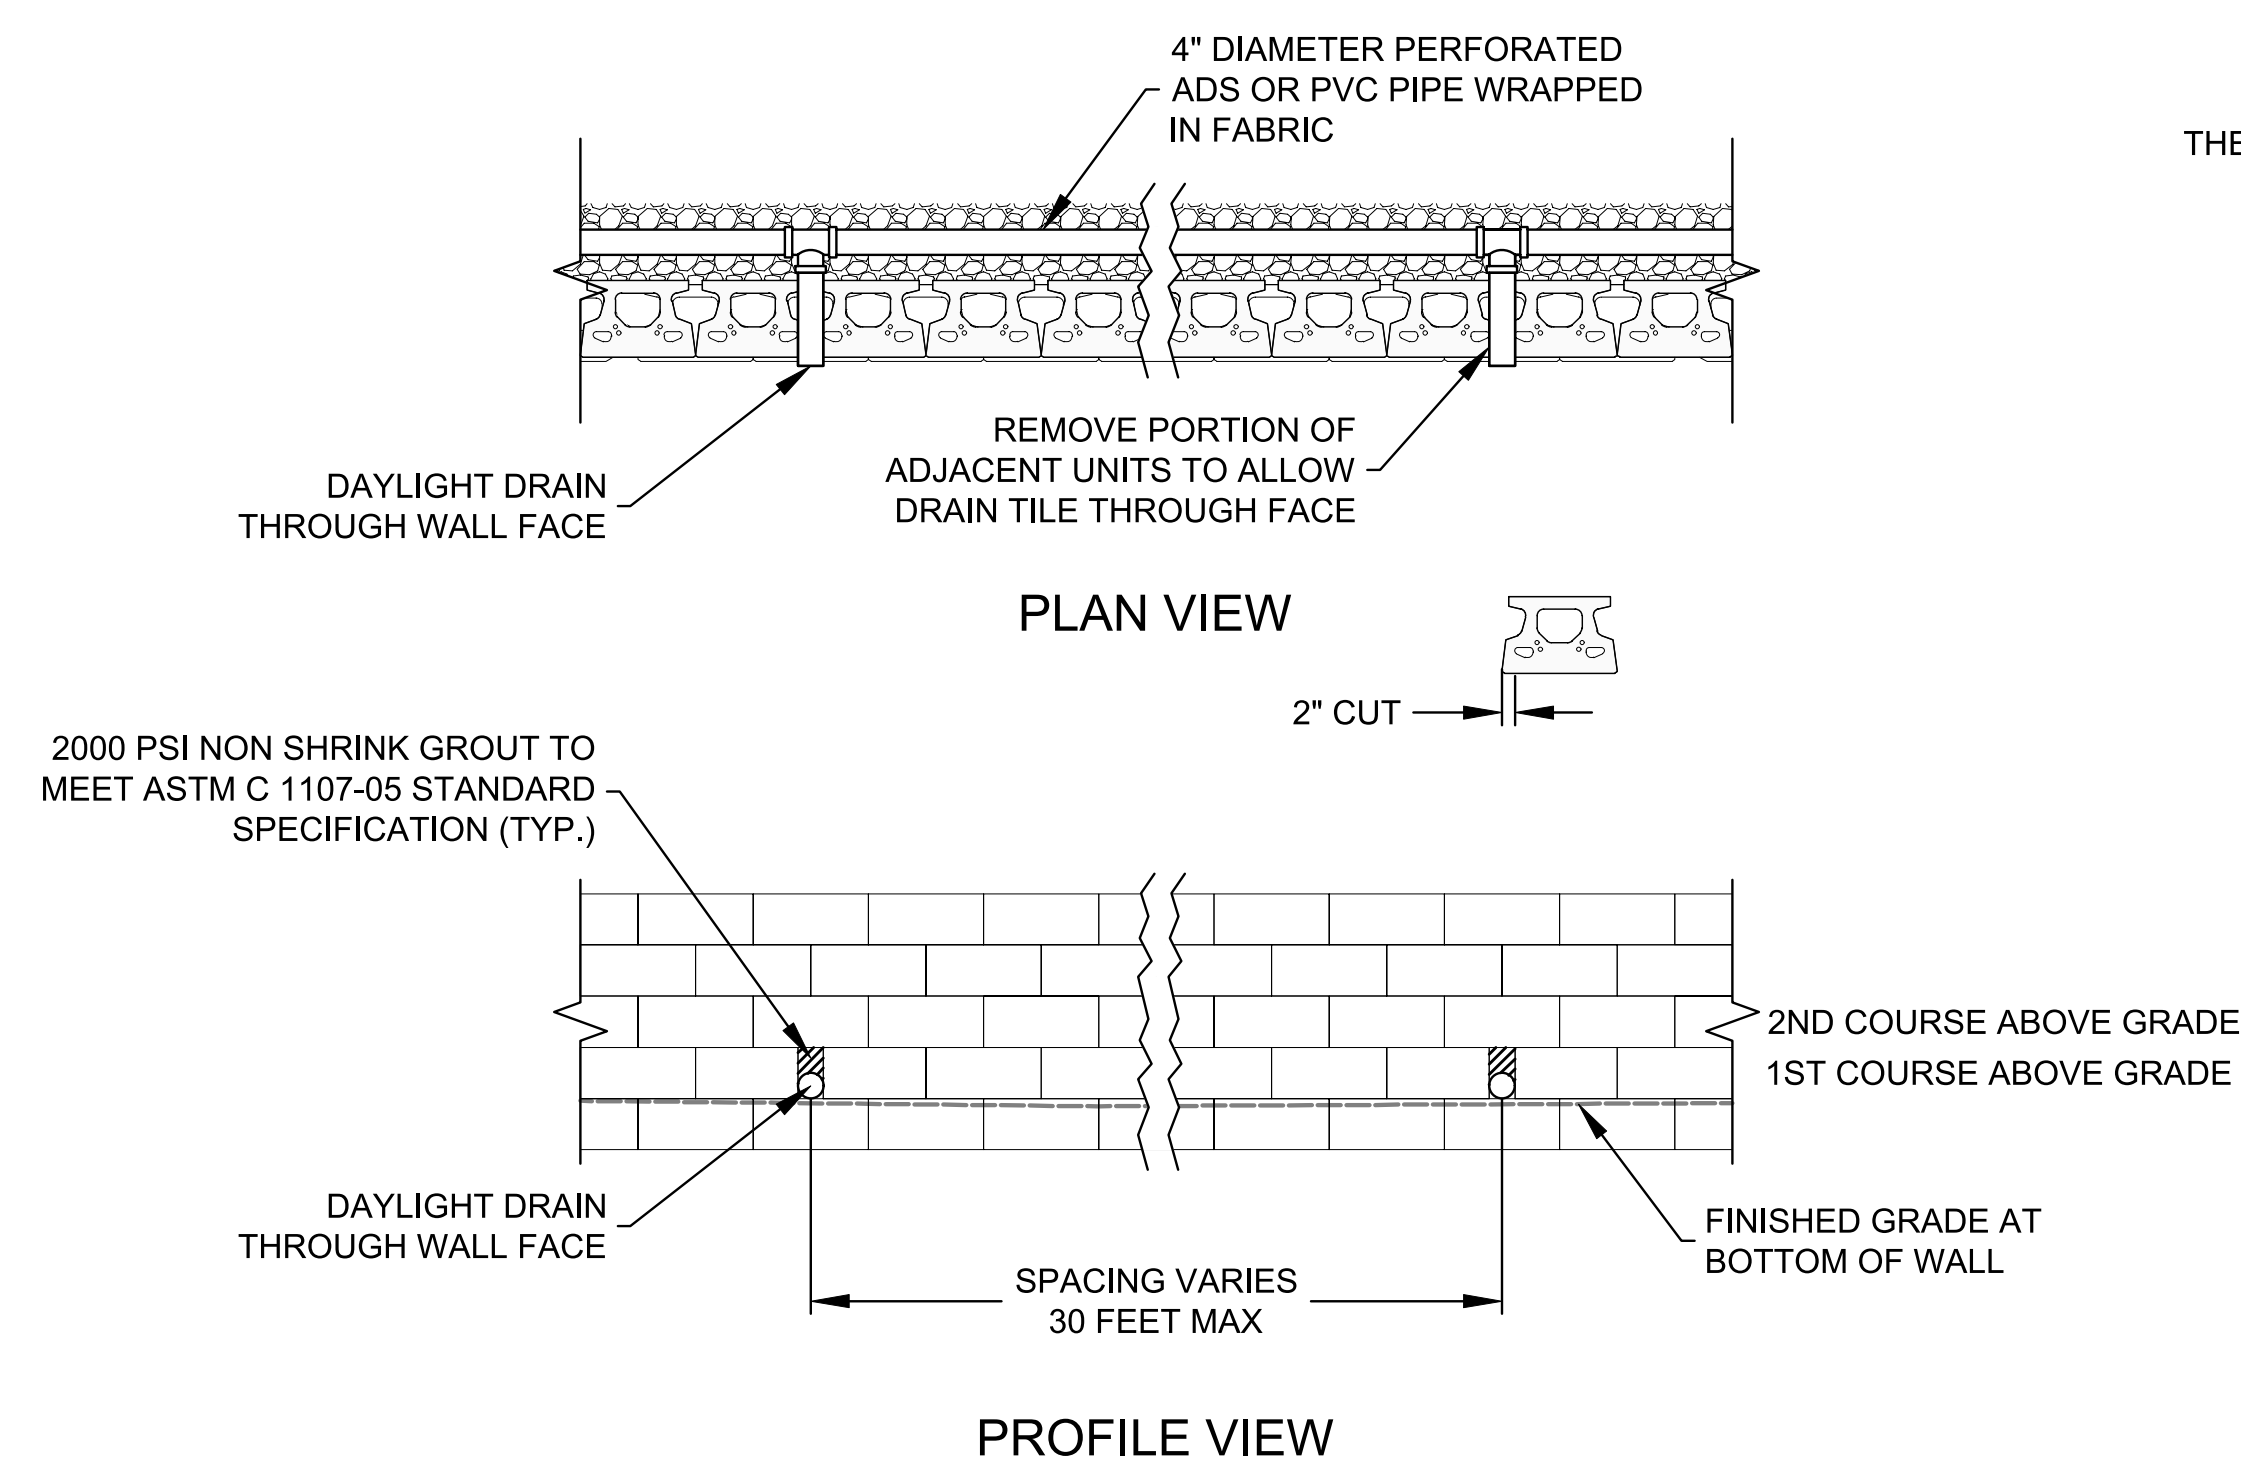 4" DIAMETER PERFORATED
ADS OR PVC PIPE WRAPPED
IN FABRIC
THE
DAYLIGHT DRAIN
THROUGH WALL FACE
REMOVE PORTION OF
ADJACENT UNITS TO ALLOW
DRAIN TILE THROUGH FACE
PLAN VIEW
2" CUT
2000 PSI NON SHRINK GROUT TO
MEET ASTM C 1107-05 STANDARD
SPECIFICATION (TYP.)
2ND COURSE ABOVE GRADE
1ST COURSE ABOVE GRADE
DAYLIGHT DRAIN
THROUGH WALL FACE
FINISHED GRADE AT
BOTTOM OF WALL
SPACING VARIES
30 FEET MAX
PROFILE VIEW